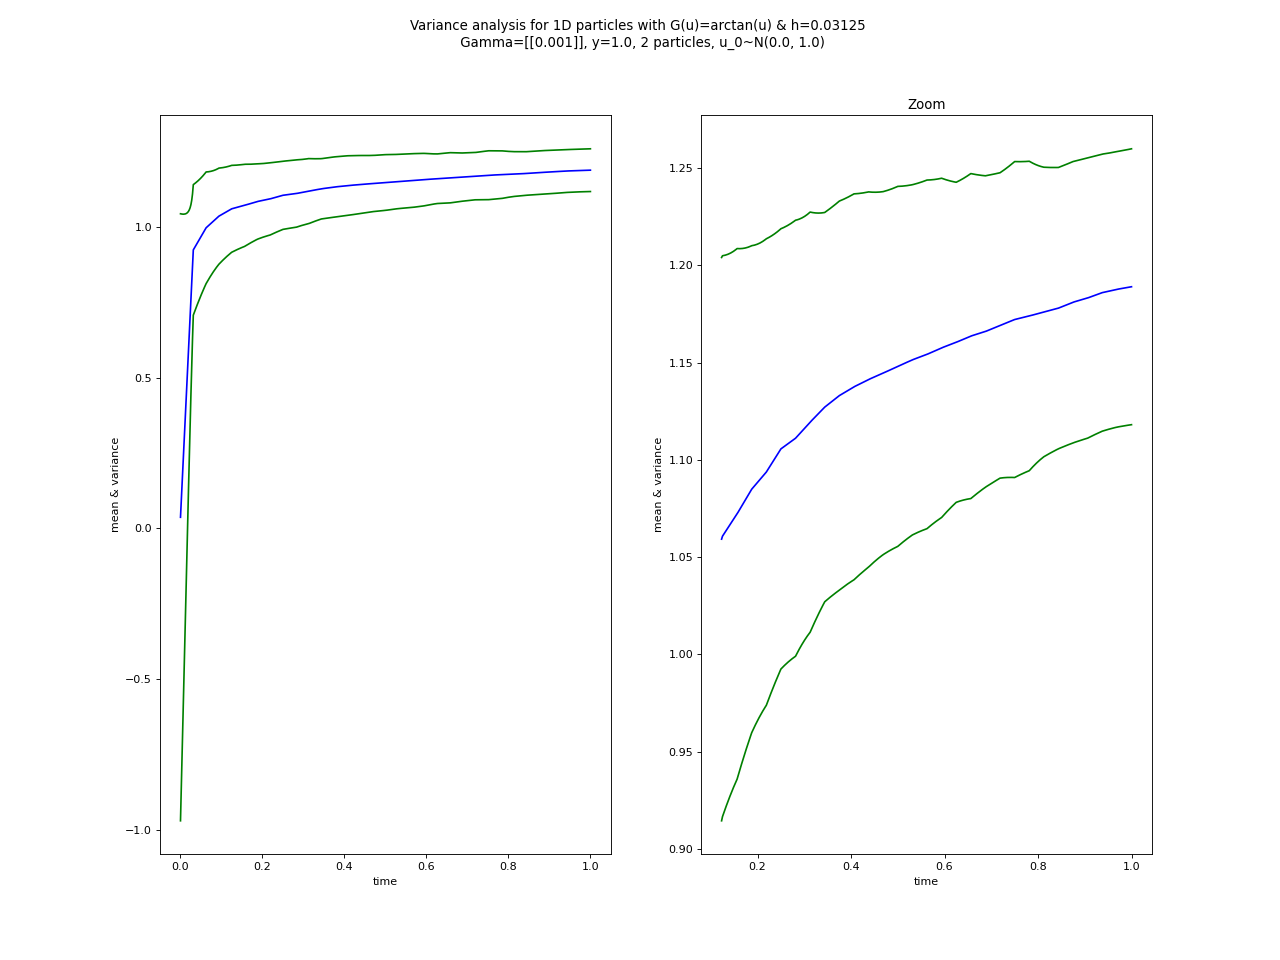 Variance analysis for 1D particles with G(u)=arctan(u) & h=0.03125
Gamma=[[0.001]], y=1.0, 2 particles, u_0~N(0.0, 1.0)
mean & variance
1.0
0.5
0.0
−0.5
−1.0
0.0 0.2 0.4 0.6 0.8 1.0
time
Zoom
mean & variance
1.25
1.20
1.15
1.10
1.05
1.00
0.95
0.90
0.2 0.4 0.6 0.8 1.0
time